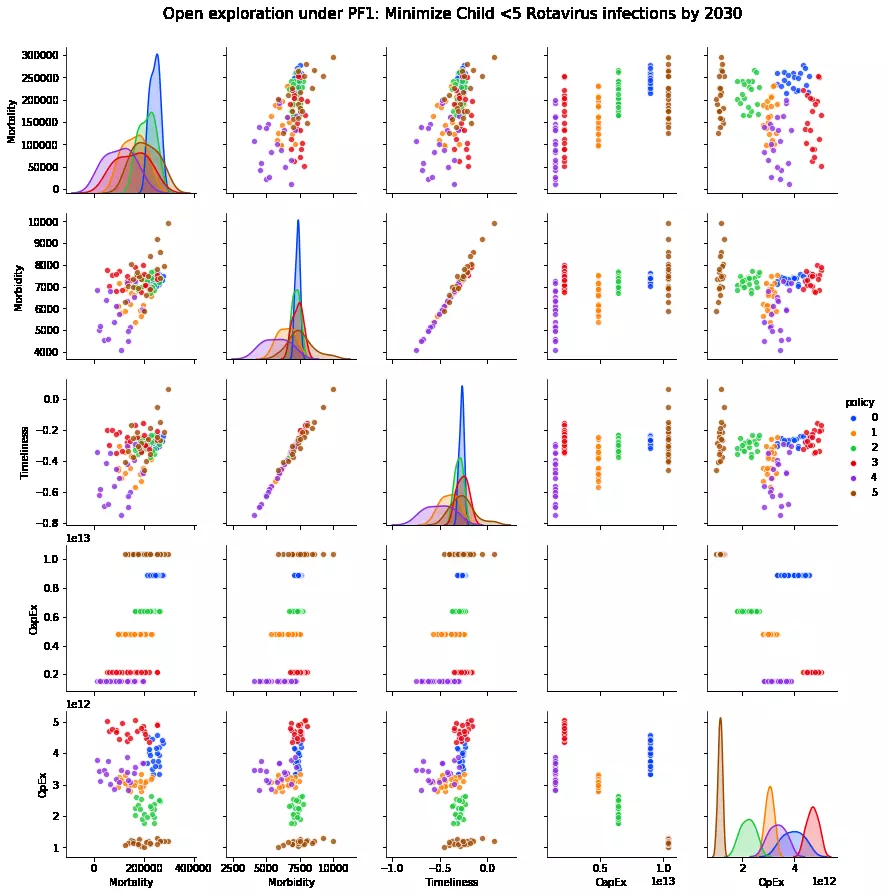 Open exploration under PF1: Minimize Child <5 Rotavirus infections by 2030
300000
250000
200000
150000
100000
50000
0
Mortality
10000
9000
8000
7000
6000
5000
4000
Morbidity
0.0
−0.2
−0.4
−0.6
−0.8
Timeliness
policy
0
1
2
3
4
5
1e13
1.0
0.8
0.6
0.4
0.2
CapEx
1e12
5
4
3
2
1
OpEx
0 200000 400000
Mortality
2500 5000 7500 10000
Morbidity
−1.0 −0.5 0.0
Timeliness
0.5 1.0
CapEx 1e13
2 4
OpEx 1e12